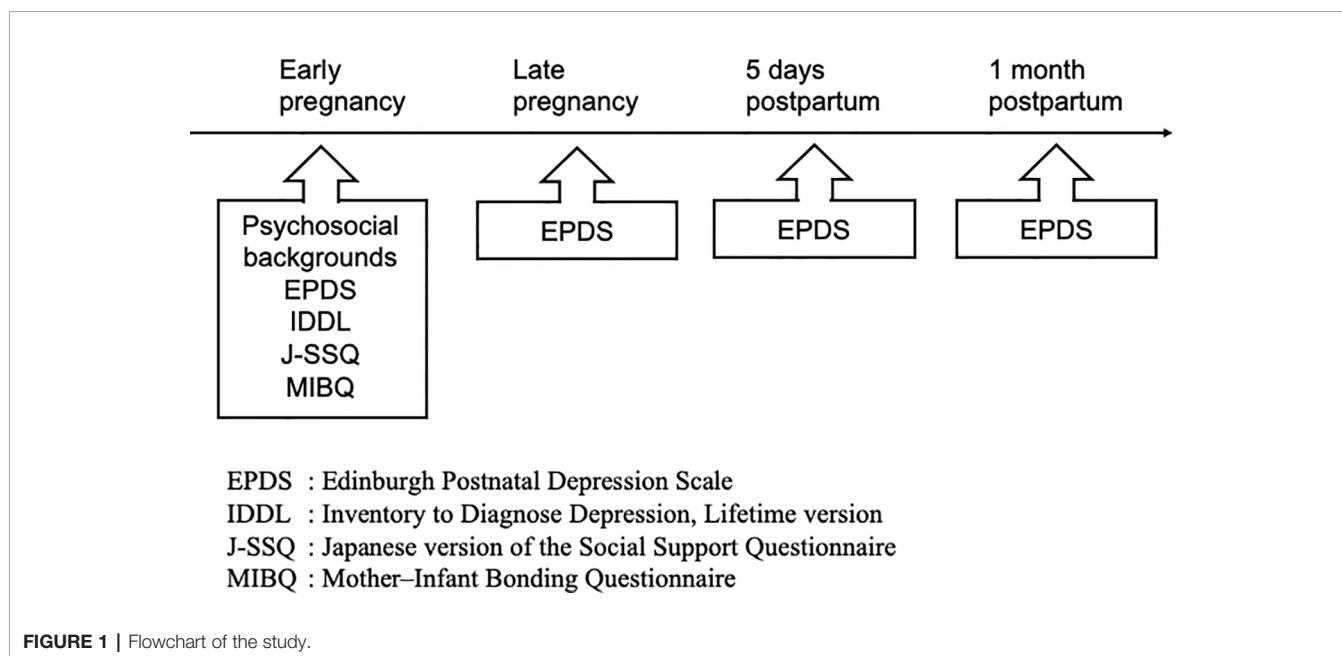 Early
pregnancy
Late
pregnancy
5 days
postpartum
1 month
postpartum
Psychosocial
backgrounds
EPDS
IDDL
J-SSQ
MIBQ
EPDS
EPDS
EPDS
EPDS : Edinburgh Postnatal Depression Scale
IDDL : Inventory to Diagnose Depression, Lifetime version
J-SSQ : Japanese version of the Social Support Questionnaire
MIBQ : Mother–Infant Bonding Questionnaire
FIGURE 1 | Flowchart of the study.